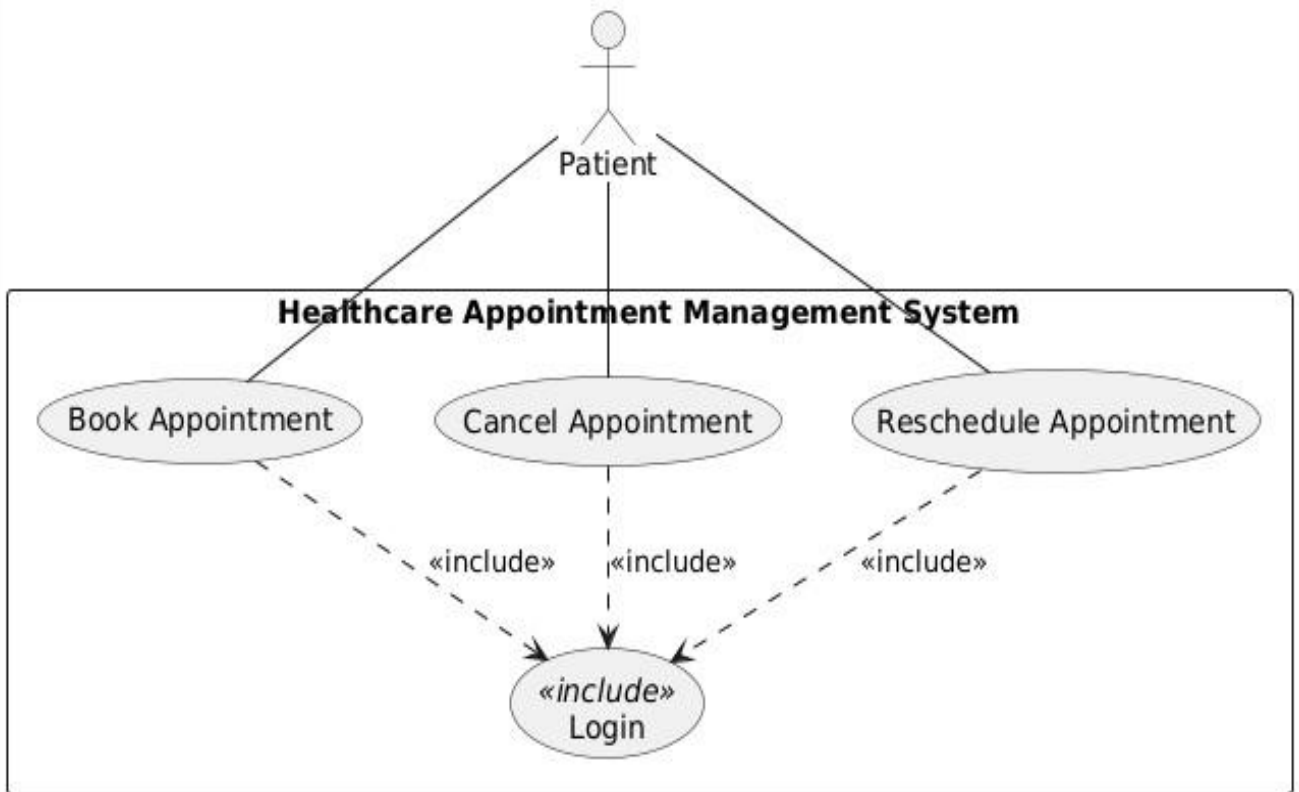 Patient
Healthcare Appointment Management System
Book Appointment
Cancel Appointment
Reschedule Appointment
«include»
«include»
«include»
«include»
Login